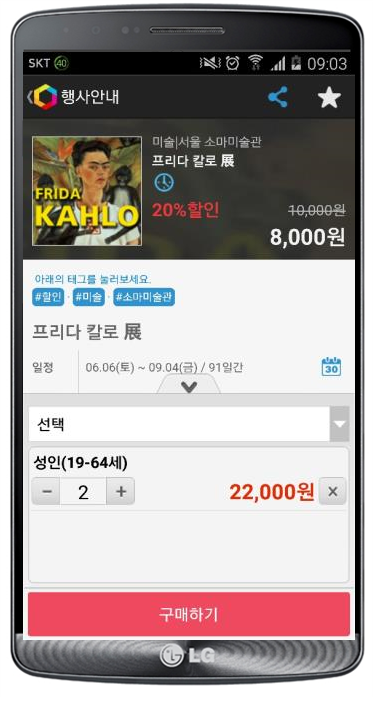 SKT 40 09:03
행사안내
미술|서울 소마미술관
프리다 칼로 展
FRIDA
KAHLO
20%할인
10,000원
8,000원
아래의 태그를 눌러보세요.
#할인 · #미술 · #소마미술관
프리다 칼로 展
일정 06.06(토) ~ 09.04(금) / 91일간 30
선택
성인(19-64세)
- 2 + 22,000원 ×
구매하기
LG